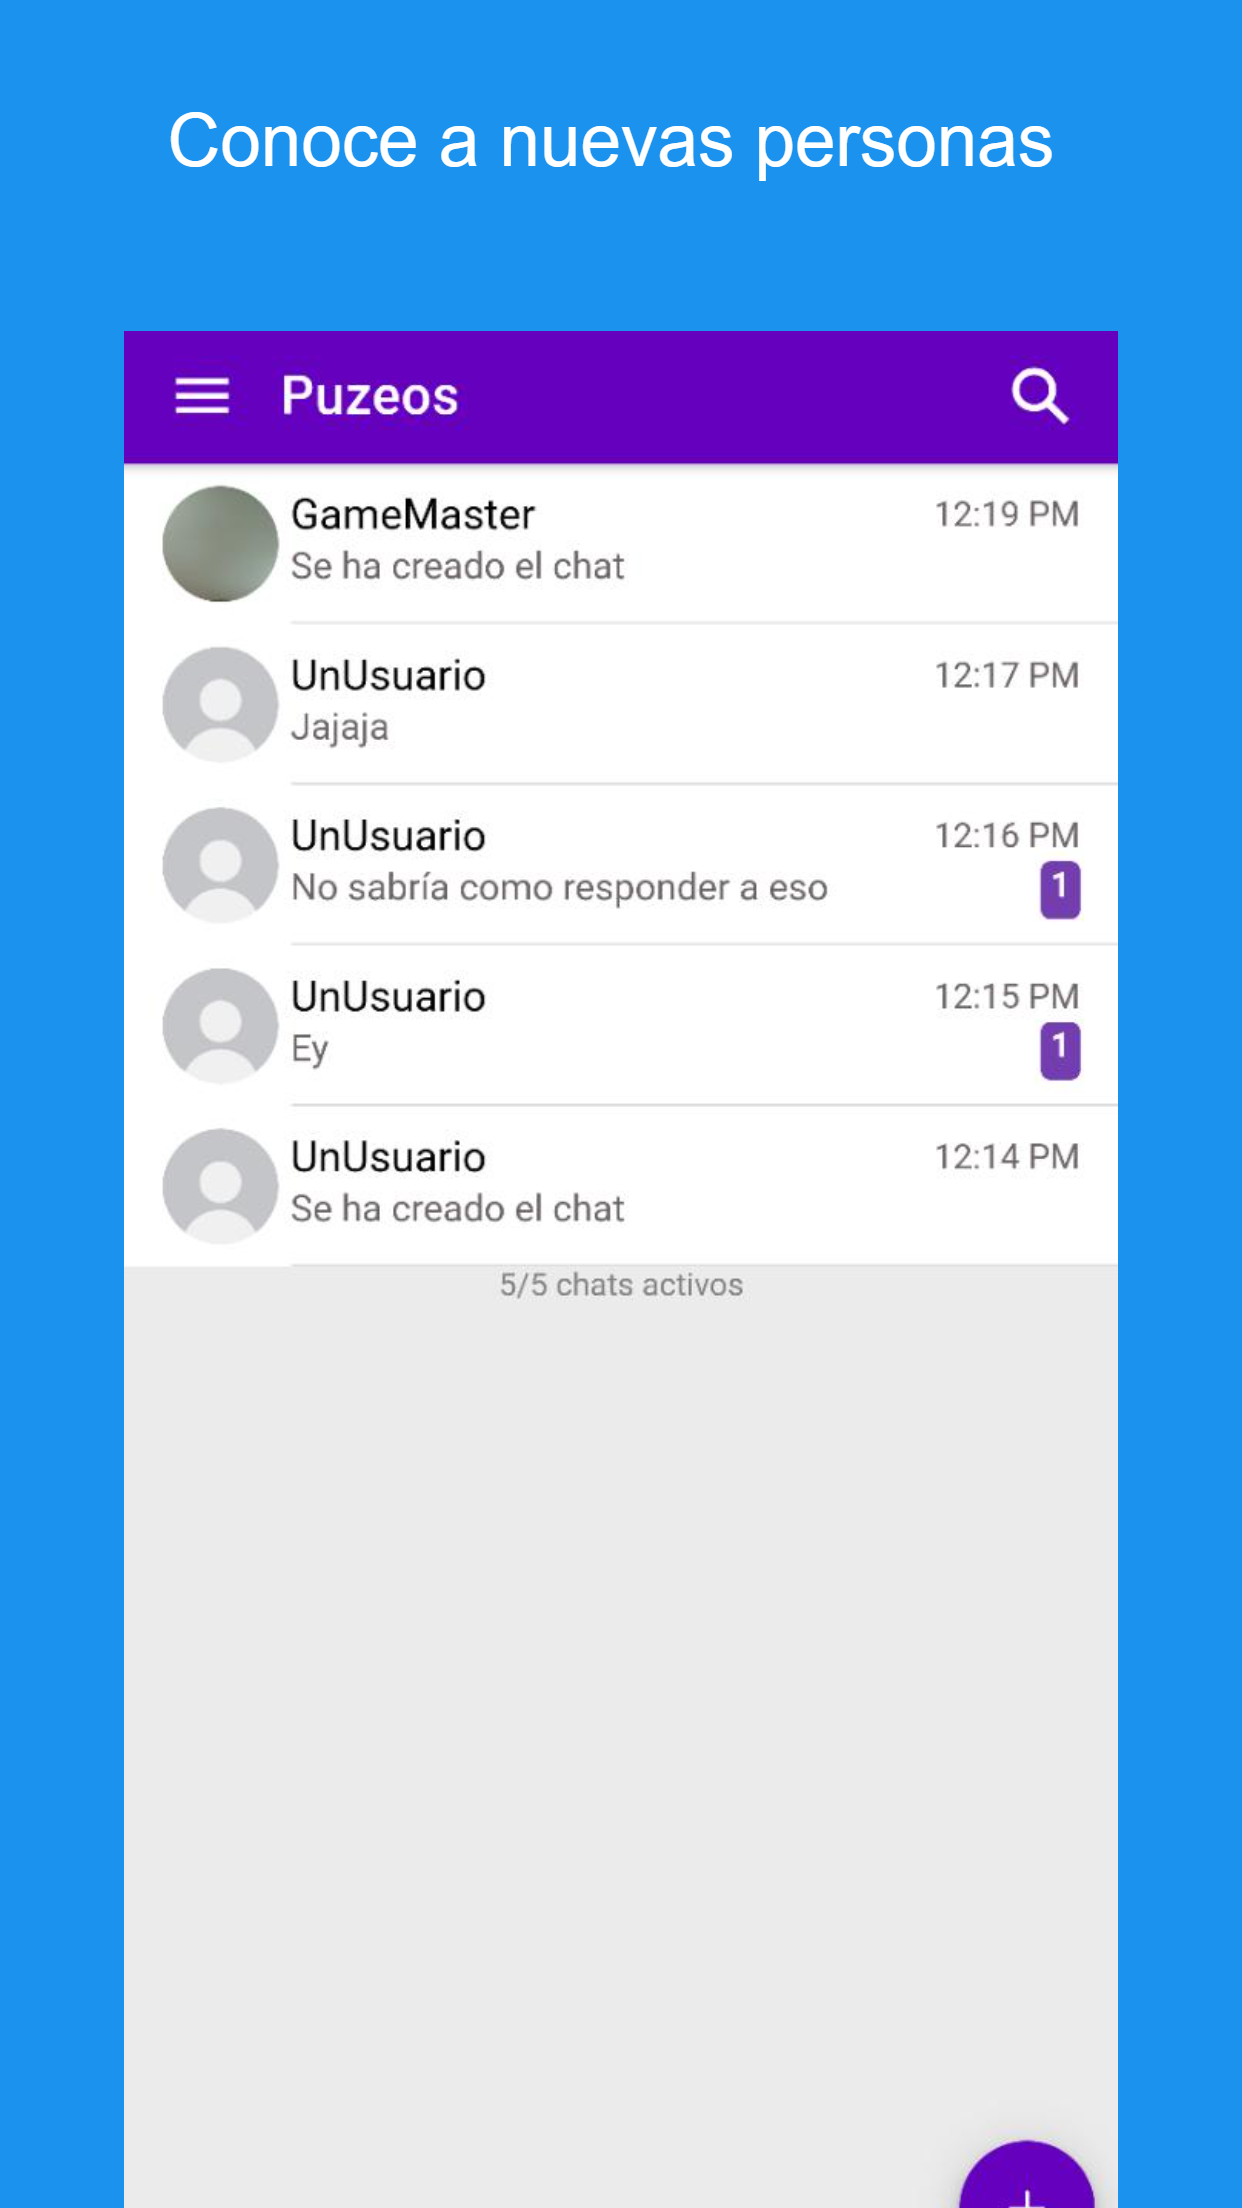 Conoce a nuevas personas
Puzeos
GameMaster
12:19 PM
Se ha creado el chat
UnUsuario
12:17 PM
Jajaja
UnUsuario
12:16 PM
No sabría como responder a eso
1
UnUsuario
12:15 PM
Ey
1
UnUsuario
12:14 PM
Se ha creado el chat
5/5 chats activos